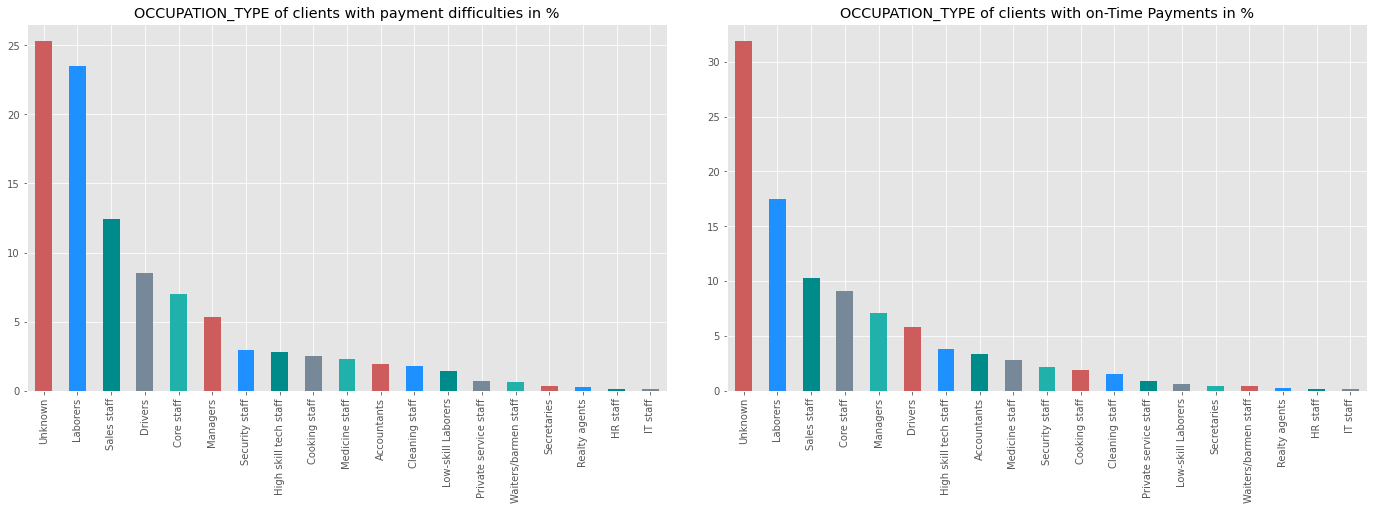 OCCUPATION_TYPE of clients with payment difficulties in %
25
20
15
10
5
0
Unknown
Laborers
Sales staff
Drivers
Core staff
Managers
Security staff
High skill tech staff
Cooking staff
Medicine staff
Accountants
Cleaning staff
Low-skill Laborers
Private service staff
Waiters/barmen staff
Secretaries
Realty agents
HR staff
IT staff
OCCUPATION_TYPE of clients with on-Time Payments in %
30
25
20
15
10
5
0
Unknown
Laborers
Sales staff
Core staff
Managers
Drivers
High skill tech staff
Accountants
Medicine staff
Security staff
Cooking staff
Cleaning staff
Private service staff
Low-skill Laborers
Secretaries
Waiters/barmen staff
Realty agents
HR staff
IT staff